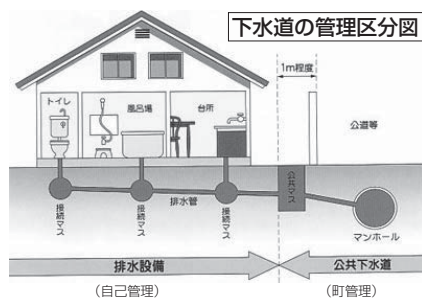 下水道の管理区分図
1m程度
トイレ
風呂場
台所
公道等
公共マス
排水管
接続マス
接続マス
接続マス
マンホール
排水設備
公共下水道
(自己管理)
(町管理)